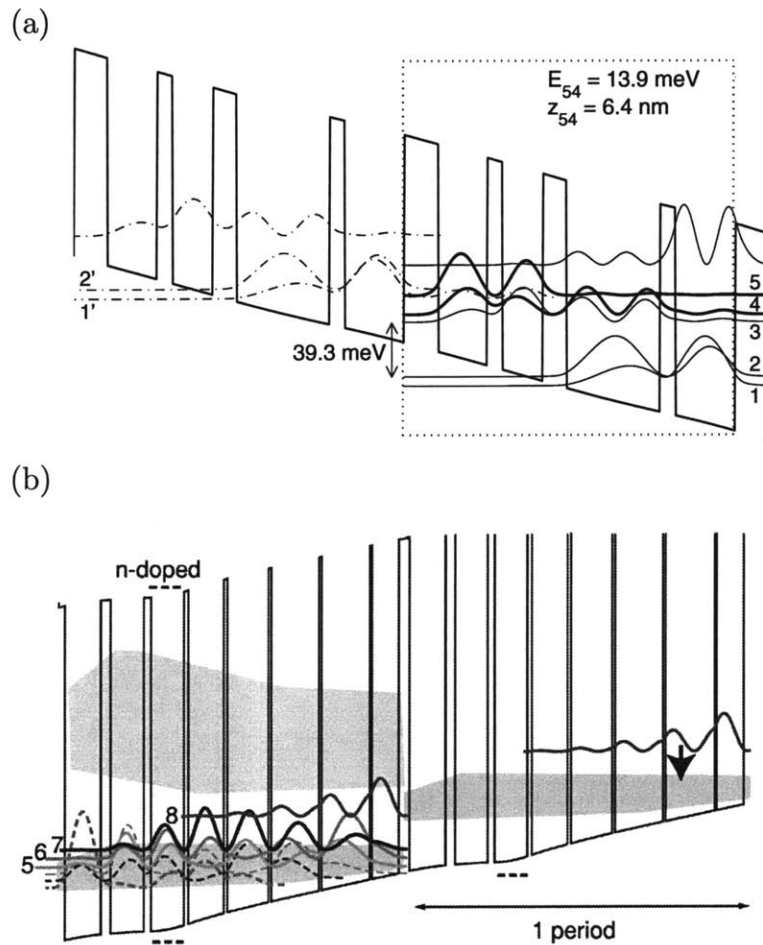 (a)
E54 = 13.9 meV
z54 = 6.4 nm
2'
1'
39.3 meV
5
4
3
2
1
(b)
n-doped
8
7
6
5
1 period